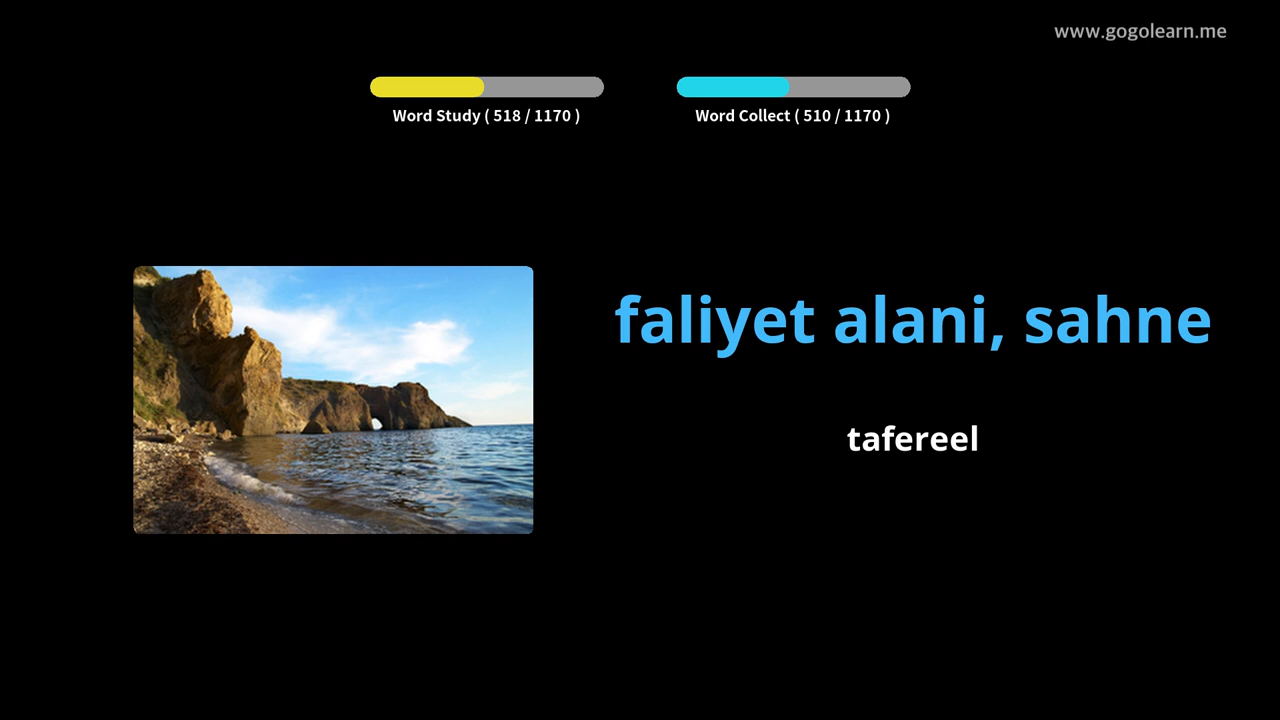 www.gogolearn.me
Word Study ( 518 / 1170 )
Word Collect ( 510 / 1170 )
faliyet alani, sahne
tafereel